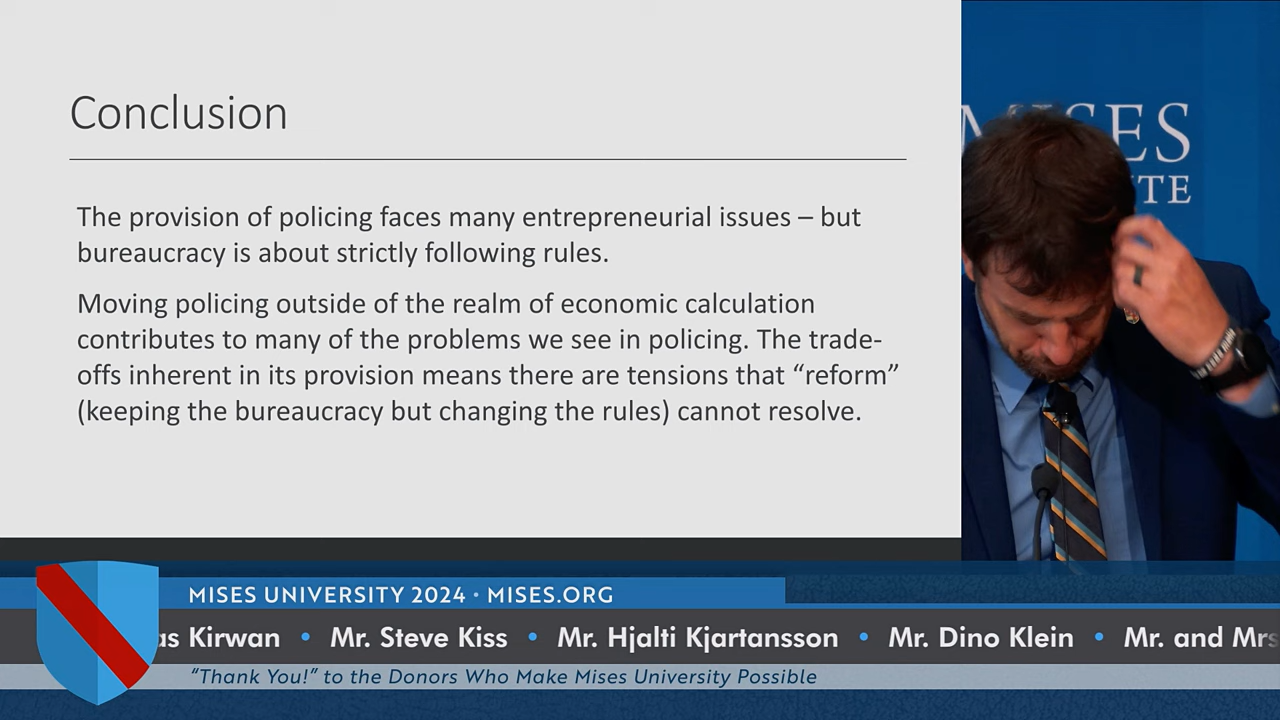 Conclusion
The provision of policing faces many entrepreneurial issues – but
bureaucracy is about strictly following rules.
Moving policing outside of the realm of economic calculation
contributes to many of the problems we see in policing. The trade-
offs inherent in its provision means there are tensions that “reform”
(keeping the bureaucracy but changing the rules) cannot resolve.
MISES
TE
MISES UNIVERSITY 2024 • MISES.ORG
as Kirwan • Mr. Steve Kiss • Mr. Hjalti Kjartansson • Mr. Dino Klein • Mr. and Mrs
“Thank You!” to the Donors Who Make Mises University Possible